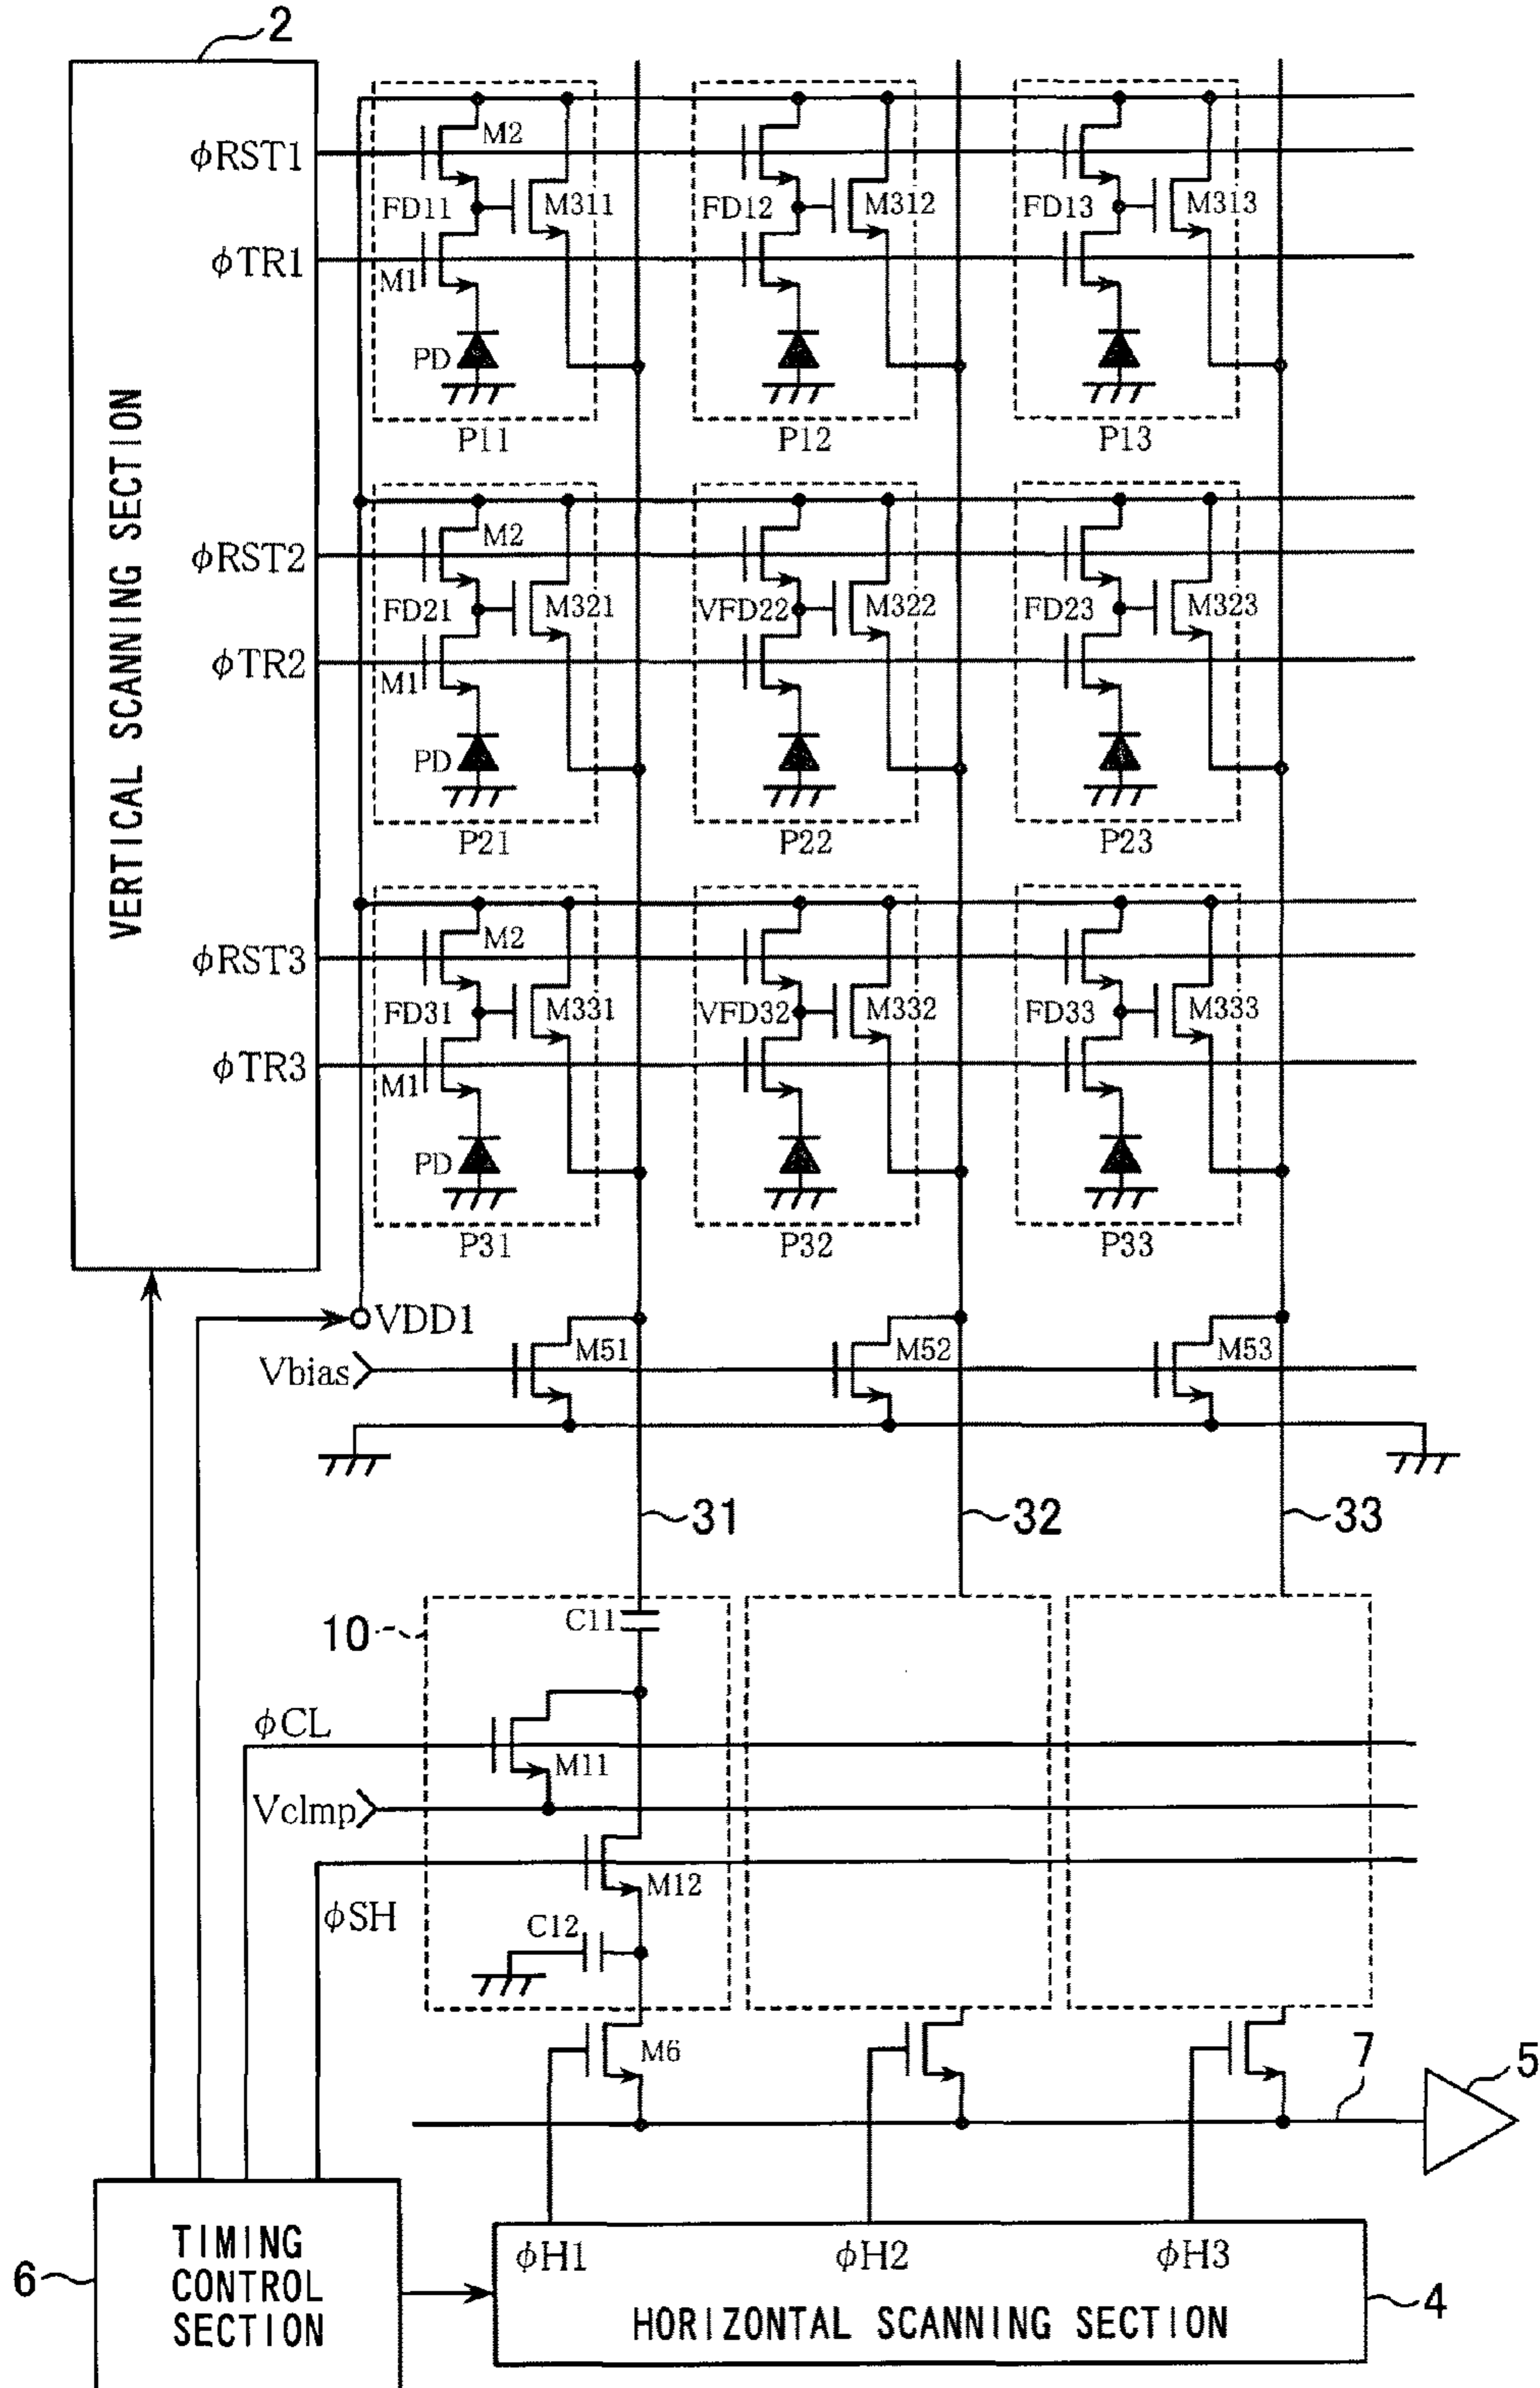 2
VERTICAL SCANNING SECTION
φRST1
M2
FD11
M311
FD12
M312
FD13
M313
φTR1
M1
PD
P11
P12
P13
φRST2
M2
FD21
M321
VFD22
M322
FD23
M323
φTR2
M1
PD
P21
P22
P23
φRST3
M2
FD31
M331
VFD32
M332
FD33
M333
φTR3
M1
PD
P31
P32
P33
VDD1
Vbias
M51
M52
M53
31
32
33
10
C11
φCL
M11
Vclmp
M12
φSH
C12
M6
7
5
TIMING
CONTROL
SECTION
6
φH1
φH2
φH3
HORIZONTAL SCANNING SECTION
4